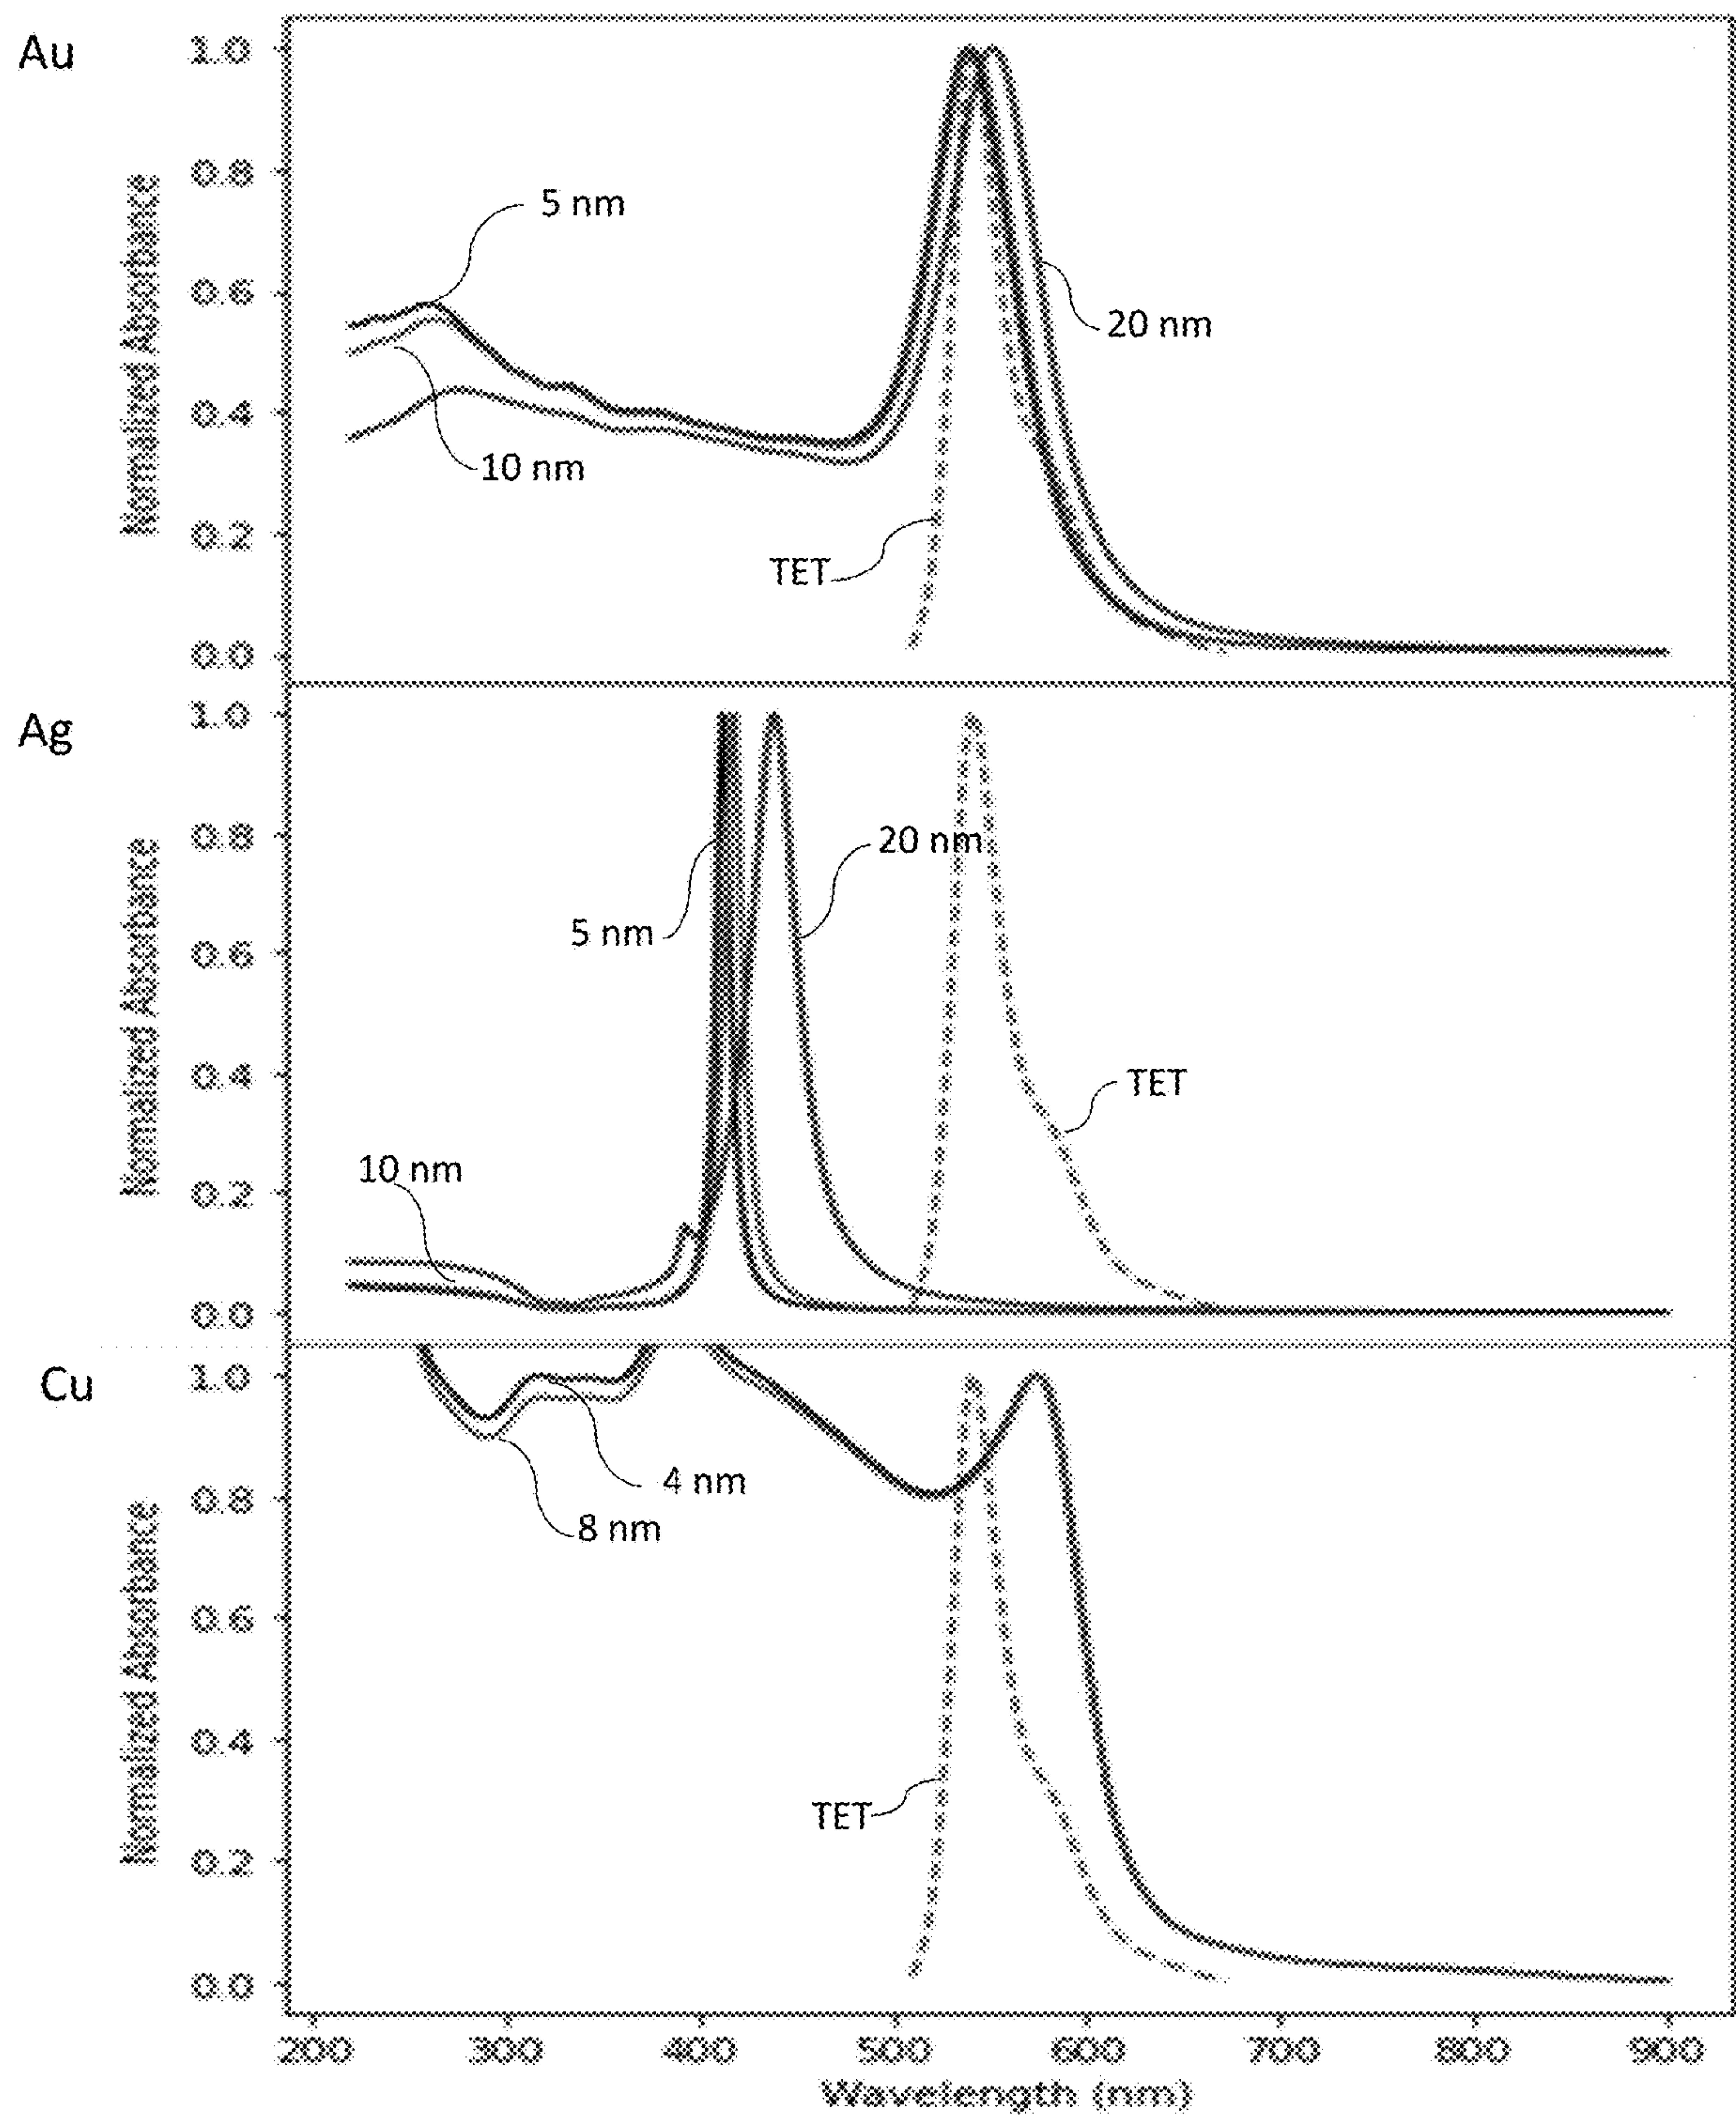 Au
1.0
0.8
0.6
0.4
0.2
0.0
Normalized Absorbance
5 nm
20 nm
10 nm
TET
Ag
1.0
0.8
0.6
0.4
0.2
0.0
Normalized Absorbance
20 nm
5 nm
TET
10 nm
Cu
1.0
0.8
0.6
0.4
0.2
0.0
Normalized Absorbance
4 nm
8 nm
TET
200 300 400 500 600 700 800 900
Wavelength (nm)